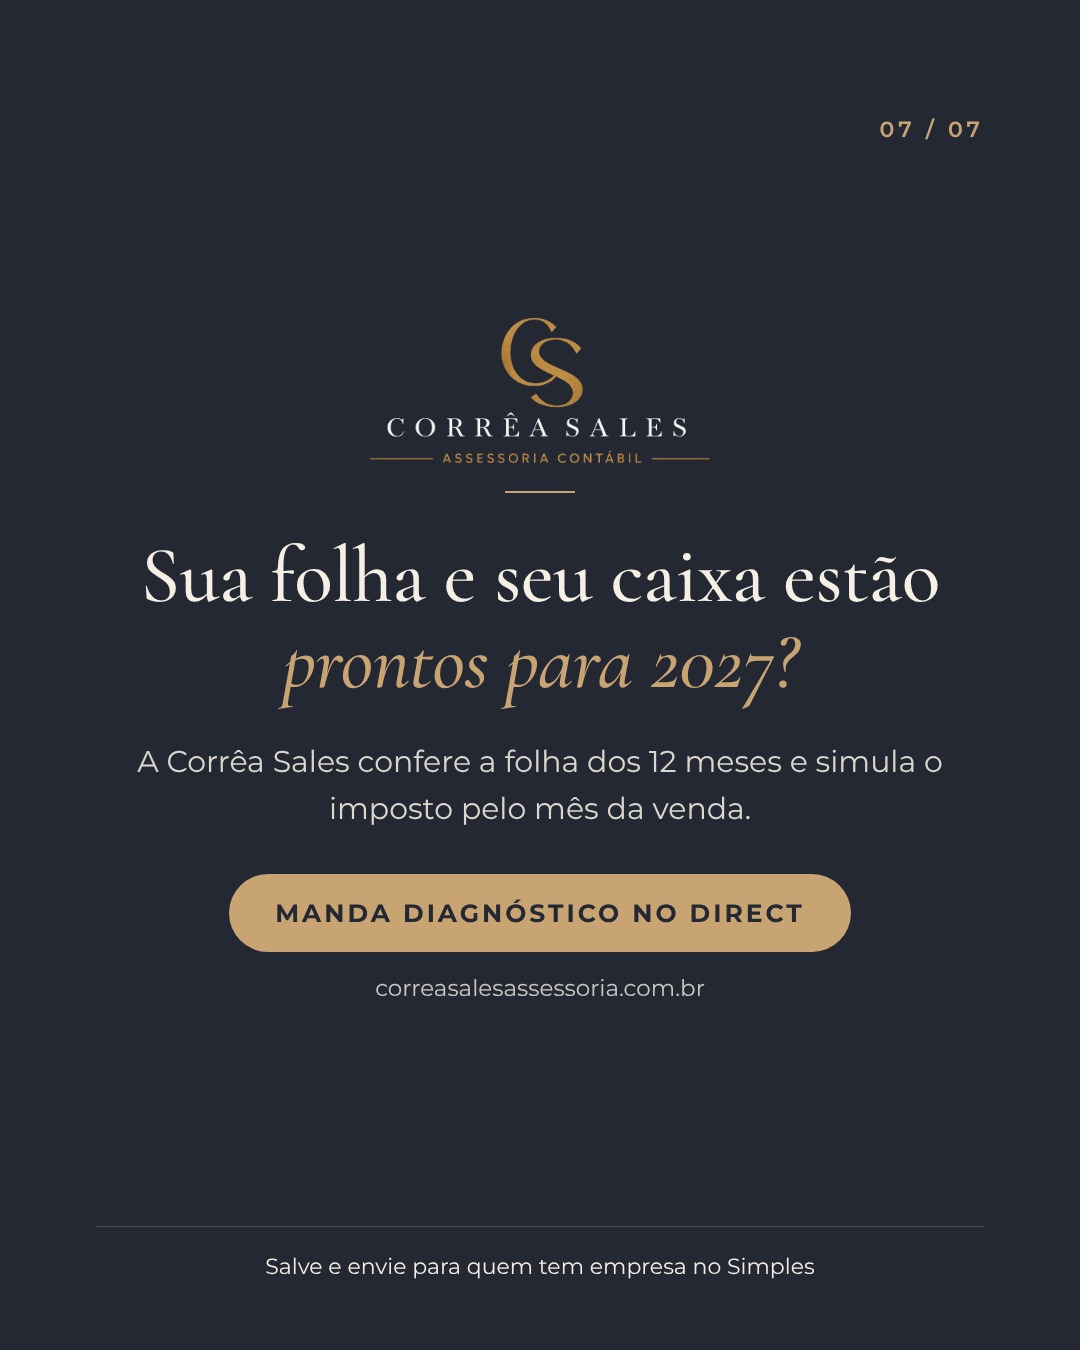 07 / 07
CS
CORRÊA SALES
ASSESSORIA CONTÁBIL
Sua folha e seu caixa estão
prontos para 2027?
A Corrêa Sales confere a folha dos 12 meses e simula o
imposto pelo mês da venda.
MANDA DIAGNÓSTICO NO DIRECT
correasalesassessoria.com.br
Salve e envie para quem tem empresa no Simples